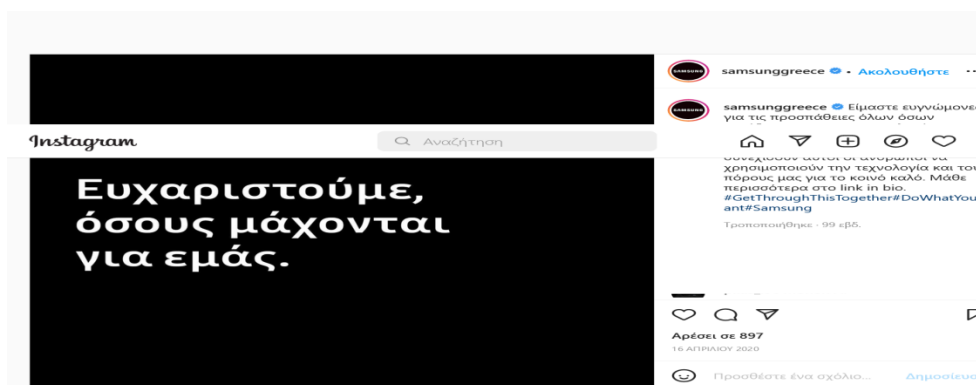 samsunggreece • Ακολουθήστε
samsunggreece Είμαστε ευγνώμονες
για τις προσπάθειες όλων όσων
Instagram
Αναζήτηση
Ευχαριστούμε,
όσους μάχονται
για εμάς.
συνεχίσουν αυτοί οι άνθρωποι να
χρησιμοποιούν την τεχνολογία και του
πόρους μας για το κοινό καλό. Μάθε
περισσότερα στο link in bio.
#GetThroughThisTogether#DoWhatYou
ant#Samsung
Τροποποιήθηκε · 99 εβδ.
Αρέσει σε 897
16 ΑΠΡΙΛΙΟΥ 2020
Προσθέστε ένα σχόλιο...
Δημοσίευσ